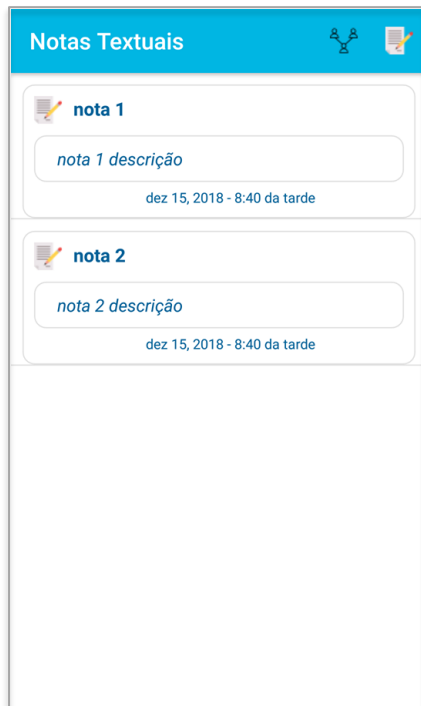 Notas Textuais
nota 1
nota 1 descrição
dez 15, 2018 - 8:40 da tarde
nota 2
nota 2 descrição
dez 15, 2018 - 8:40 da tarde